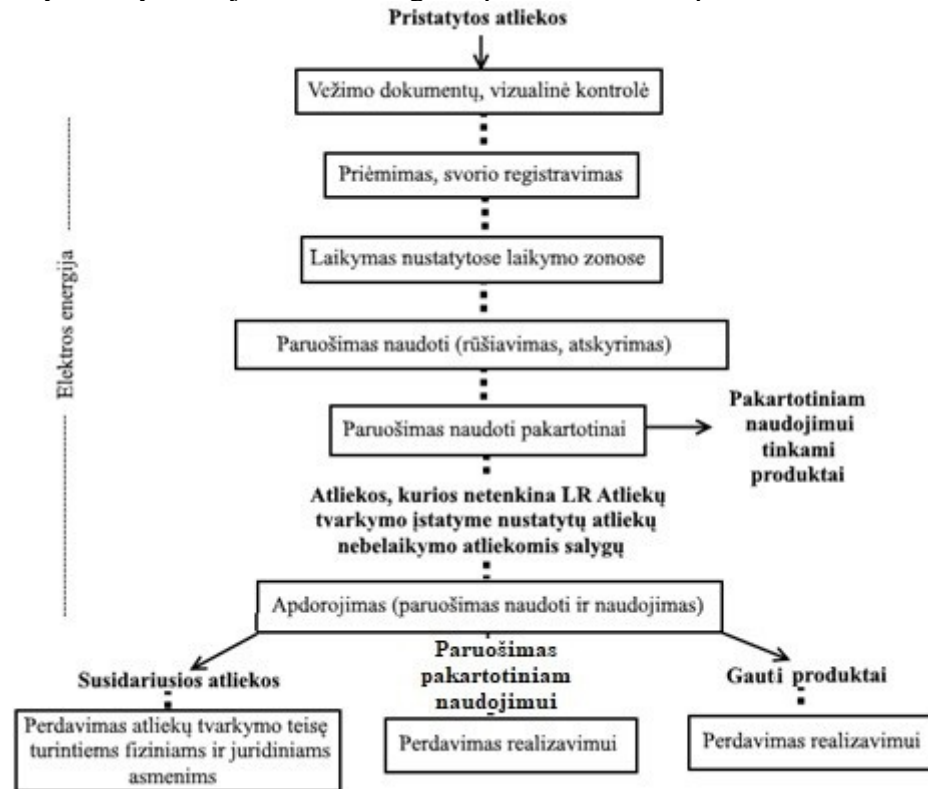 Pristatytos atliekos
Vežimo dokumentų, vizualinė kontrolė
Priėmimas, svorio registravimas
Laikymas nustatytose laikymo zonose
Elektros energija
Paruošimas naudoti (rūšiavimas, atskyrimas)
Paruošimas naudoti pakartotinai
Pakartotiniam
naudojimui
tinkami
produktai
Atliekos, kurios netenkina LR Atliekų
tvarkymo įstatyme nustatytų atliekų
nebelaikymo atliekomis salygų
Apdorojimas (paruošimas naudoti ir naudojimas)
Susidariusios atliekos
Perdavimas atliekų tvarkymo teisę
turintiems fiziniams ir juridiniams
asmenims
Paruošimas
pakartotiniam
naudojimui
Perdavimas realizavimui
Gauti produktai
Perdavimas realizavimui